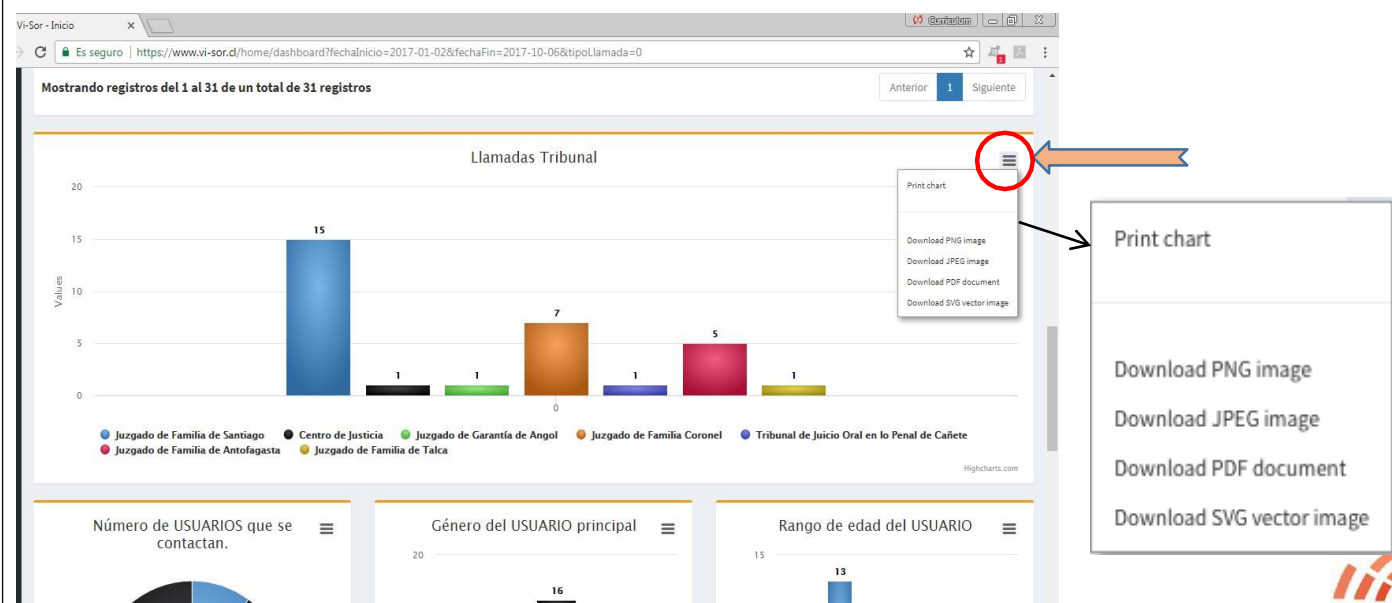 Vi-Sor - Inicio
Curriculum
Es seguro | https://www.vi-sor.cl/home/dashboard?fechaInicio=2017-01-02&fechaFin=2017-10-06&tipoLlamada=0
Mostrando registros del 1 al 31 de un total de 31 registros
Anterior 1 Siguiente
Llamadas Tribunal
Print chart
Download PNG image
Download JPEG image
Download PDF document
Download SVG vector image
Values
20
15
10
5
0
15
1
1
7
1
5
1
0
Juzgado de Familia de Santiago Centro de Justicia Juzgado de Garantía de Angol Juzgado de Familia Coronel Tribunal de Juicio Oral en lo Penal de Cañete
Juzgado de Familia de Antofagasta Juzgado de Familia de Talca
Highcharts.com
Número de USUARIOS que se
contactan.
Género del USUARIO principal
20
16
Rango de edad del USUARIO
15
13
Print chart
Download PNG image
Download JPEG image
Download PDF document
Download SVG vector image